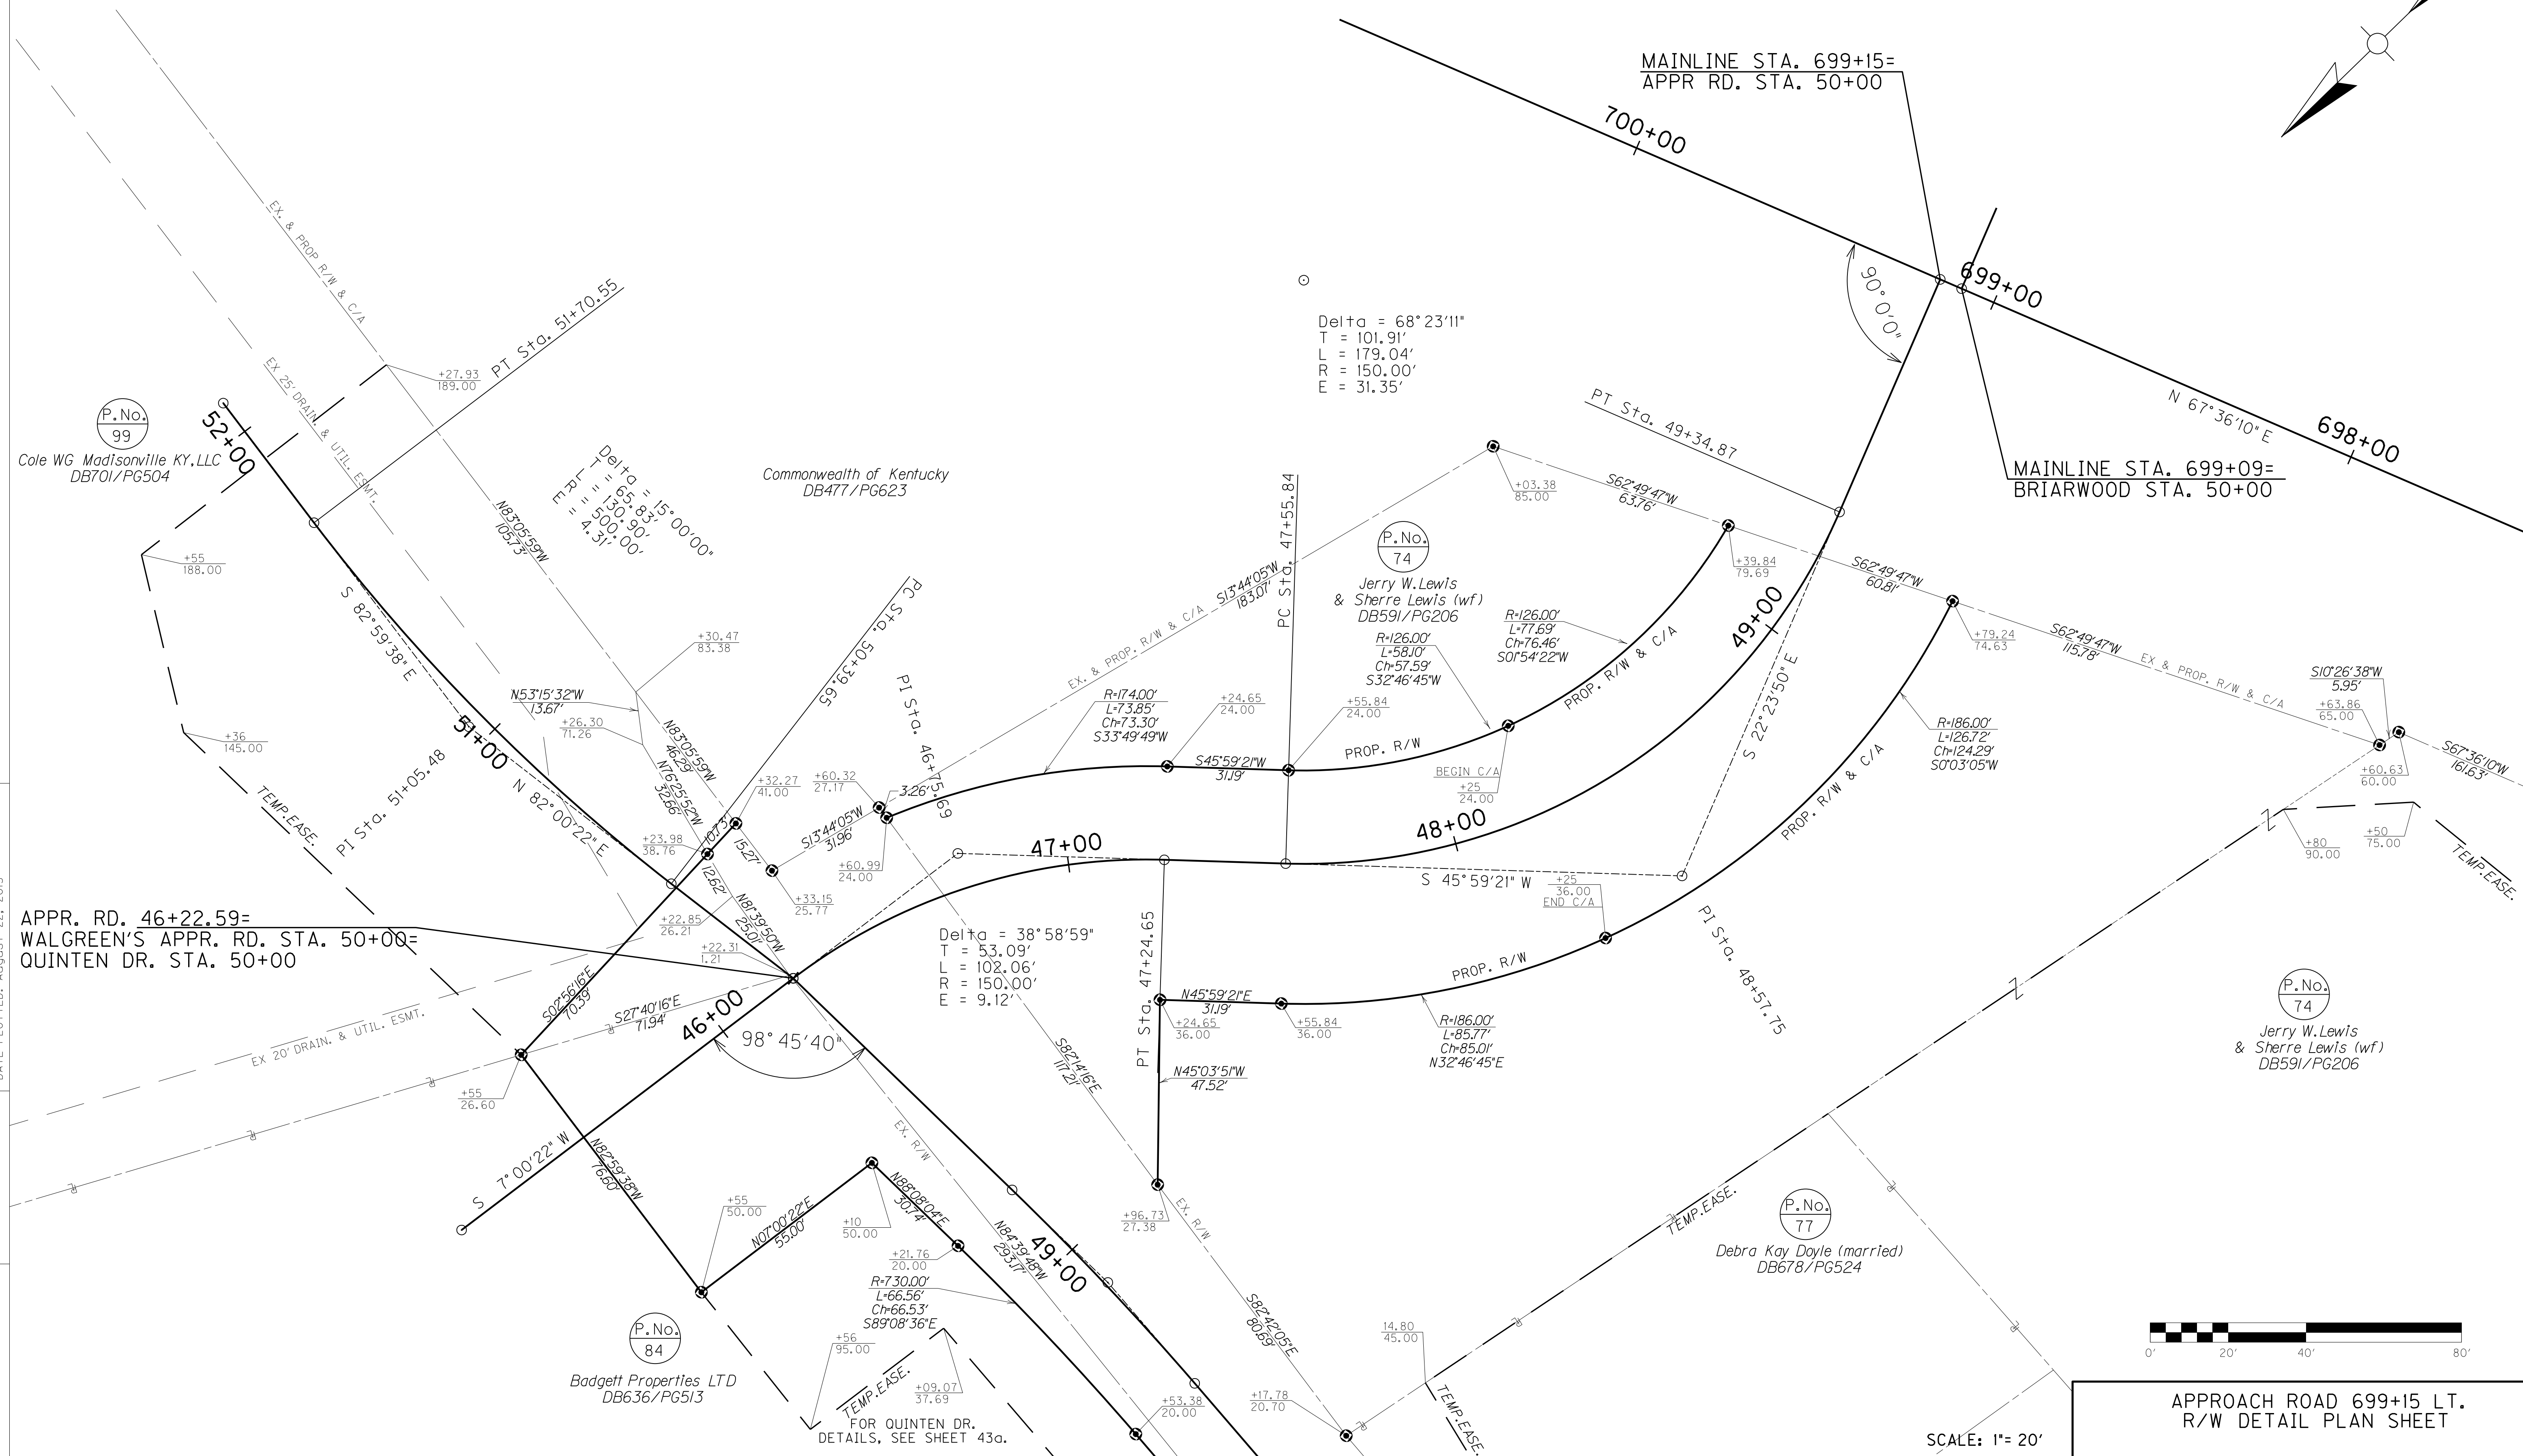 MAINLINE STA. 699+15=
APPR RD. STA. 50+00
700+00
699+00
90°0'0"
N 67°36'10" E
698+00
MAINLINE STA. 699+09=
BRIARWOOD STA. 50+00
EX. & PROP R/W & C/A
EX 25' DRAIN. & UTIL. ESMT.
PT Sta. 51+70.55
+27.93
189.00
P.No.
99
Cole WG Madisonville KY,LLC
DB701/PG504
52+00
Delta = 15°00'00"
T = 65.83'
L = 130.90'
R = 500.00'
E = 4.31'
Commonwealth of Kentucky
DB477/PG623
Delta = 68°23'11"
T = 101.91'
L = 179.04'
R = 150.00'
E = 31.35'
PT Sta. 49+34.87
+03.38
85.00
S62°49'47"W
63.76'
P.No.
74
Jerry W.Lewis
& Sherre Lewis (wf)
DB591/PG206
+39.84
79.69
S62°49'47"W
60.81'
+79.24
74.63
S62°49'47"W
115.78'
EX & PROP. R/W & C/A
S10°26'38"W
5.95'
+63.86
65.00
+60.63
60.00
S67°36'10"W
161.63'
N83°05'59"W
105.73'
+55
188.00
S 82°59'38" E
PC Sta. 50+39.65
PC Sta. 47+55.84
S13°44'05"W
183.07'
EX. & PROP. R/W & C/A
R=126.00'
L=77.69'
Ch=76.46'
S01°54'22"W
R=126.00'
L=58.10'
Ch=57.59'
S32°46'45"W
PROP. R/W & C/A
49+00
S 22°23'50" E
+30.47
83.38
N53°15'32"W
13.67'
+26.30
71.26
N83°05'59"W
46.29'
N76°25'52"W
32.66'
PI Sta. 46+75.69
R=174.00'
L=73.85'
Ch=73.30'
S33°49'49"W
+24.65
24.00
+55.84
24.00
S45°59'21"W
31.19'
PROP. R/W
BEGIN C/A
+25
24.00
R=186.00'
L=126.72'
Ch=124.29'
S0°03'05"W
PROP. R/W & C/A
+36
145.00
51+00
PI Sta. 51+05.48
N 82°00'22" E
TEMP.EASE.
+32.27
41.00
+60.32
27.17
3.26'
10.73'
15.27'
S13°44'05"W
31.96'
+23.98
38.76
+60.99
24.00
12.62'
+33.15
25.77
N81°39'50"W
25.01'
+22.85
26.21
+22.31
1.21
47+00
48+00
S 45°59'21" W
+25
36.00
END C/A
PI Sta. 48+57.75
+80
90.00
+50
75.00
TEMP.EASE.
APPR. RD. 46+22.59=
WALGREEN'S APPR. RD. STA. 50+00=
QUINTEN DR. STA. 50+00
Delta = 38°58'59"
T = 53.09'
L = 102.06'
R = 150.00'
E = 9.12'
PT Sta. 47+24.65
PROP. R/W
N45°59'21"E
31.19'
+24.65
36.00
+55.84
36.00
R=186.00'
L=85.77'
Ch=85.01'
N32°46'45"E
S02°56'16"E
70.39'
S27°40'16"E
71.94'
46+00
98°45'40"
EX 20' DRAIN. & UTIL. ESMT.
+55
26.60
S82°14'16"E
117.21'
N45°03'51"W
47.52'
P.No.
74
Jerry W.Lewis
& Sherre Lewis (wf)
DB591/PG206
S 7°00'22" W
N82°59'38"W
76.60'
EX. R/W
+55
50.00
N07°00'22"E
55.00'
+10
50.00
N88°08'04"E
30.74'
+21.76
20.00
N84°39'48"W
293.17'
49+00
+96.73
27.38
EX. R/W
TEMP.EASE.
P.No.
77
Debra Kay Doyle (married)
DB678/PG524
R=730.00'
L=66.56'
Ch=66.53'
S89°08'36"E
P.No.
84
Badgett Properties LTD
DB636/PG513
+56
95.00
TEMP.EASE.
+09.07
37.69
FOR QUINTEN DR.
DETAILS, SEE SHEET 43a.
+53.38
20.00
S82°42'05"E
80.69'
+17.78
20.70
14.80
45.00
TEMP.EASE.
0' 20' 40' 80'
APPROACH ROAD 699+15 LT.
R/W DETAIL PLAN SHEET
SCALE: 1"= 20'